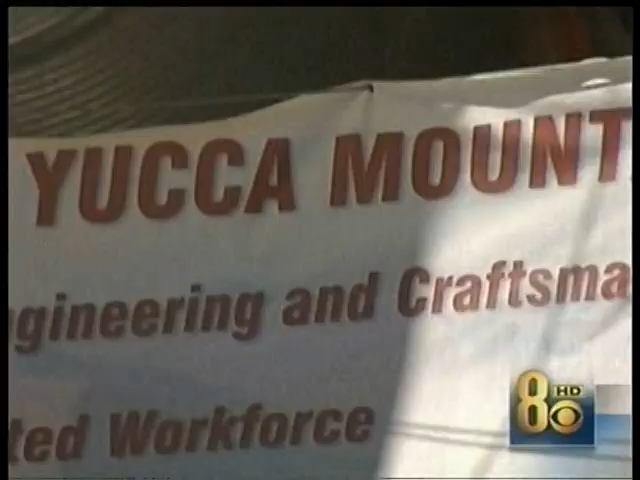 YUCCA MOUNT
gineering and Craftsma
ted Workforce
8 HD